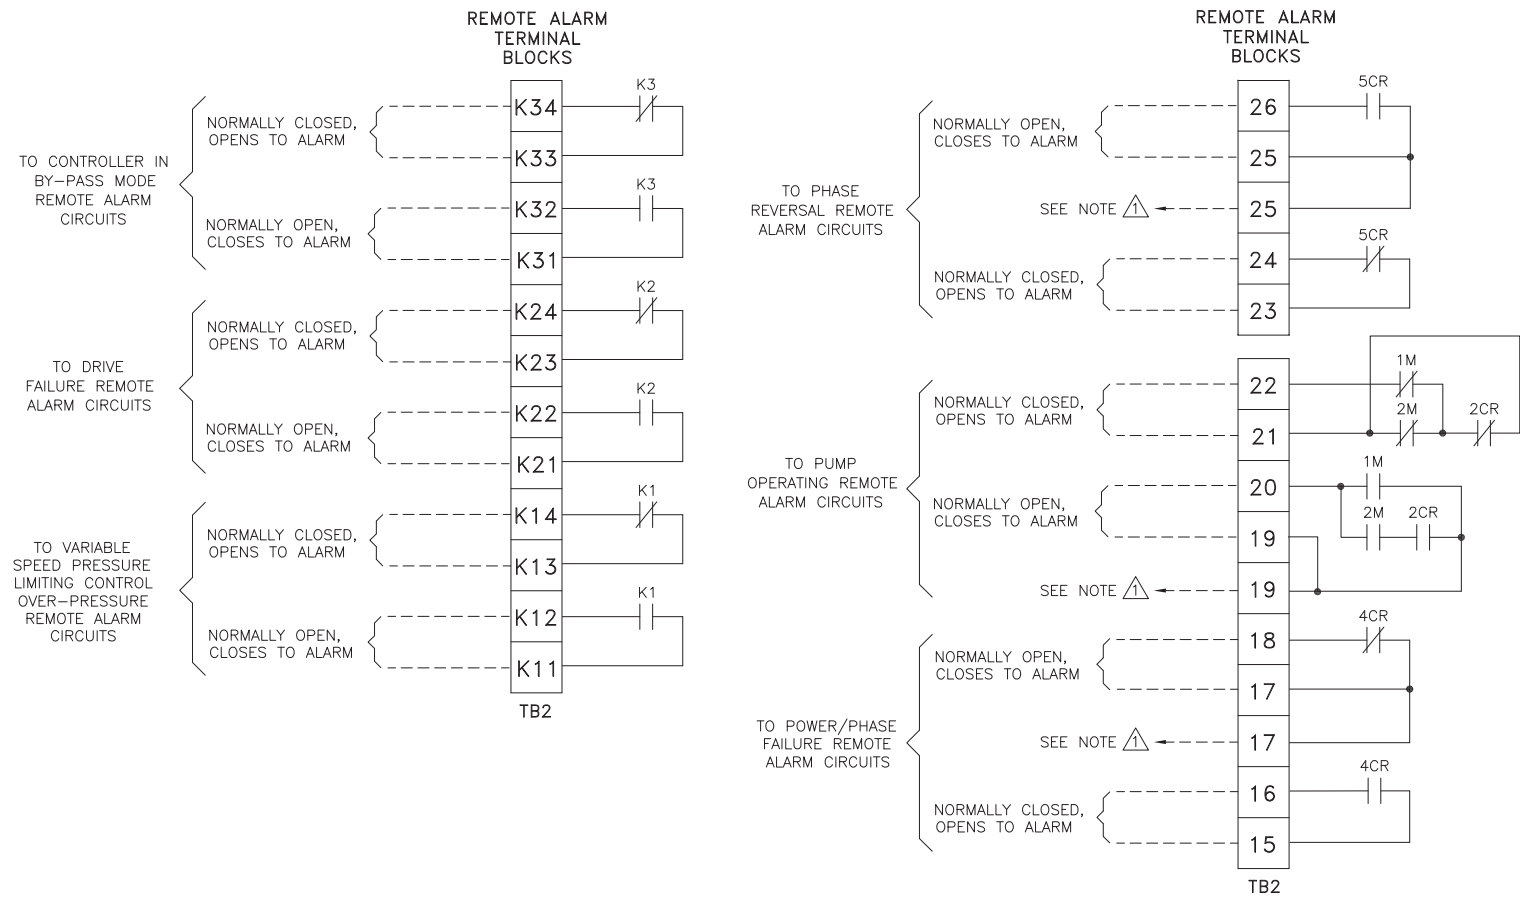 REMOTE ALARM
TERMINAL
BLOCKS
TO CONTROLLER IN
BY-PASS MODE
REMOTE ALARM
CIRCUITS
NORMALLY CLOSED,
OPENS TO ALARM
K34
K3
K33
NORMALLY OPEN,
CLOSES TO ALARM
K32
K3
K31
TO DRIVE
FAILURE REMOTE
ALARM CIRCUITS
NORMALLY CLOSED,
OPENS TO ALARM
K24
K2
K23
NORMALLY OPEN,
CLOSES TO ALARM
K22
K2
K21
TO VARIABLE
SPEED PRESSURE
LIMITING CONTROL
OVER-PRESSURE
REMOTE ALARM
CIRCUITS
NORMALLY CLOSED,
OPENS TO ALARM
K14
K1
K13
NORMALLY OPEN,
CLOSES TO ALARM
K12
K1
K11
TB2
REMOTE ALARM
TERMINAL
BLOCKS
TO PHASE
REVERSAL REMOTE
ALARM CIRCUITS
NORMALLY OPEN,
CLOSES TO ALARM
26
5CR
25
SEE NOTE 1
25
NORMALLY CLOSED,
OPENS TO ALARM
24
5CR
23
TO PUMP
OPERATING REMOTE
ALARM CIRCUITS
NORMALLY CLOSED,
OPENS TO ALARM
22
1M
21
2M
2CR
NORMALLY OPEN,
CLOSES TO ALARM
20
1M
19
2M
2CR
SEE NOTE 1
19
TO POWER/PHASE
FAILURE REMOTE
ALARM CIRCUITS
NORMALLY OPEN,
CLOSES TO ALARM
18
4CR
17
SEE NOTE 1
17
NORMALLY CLOSED,
OPENS TO ALARM
16
4CR
15
TB2